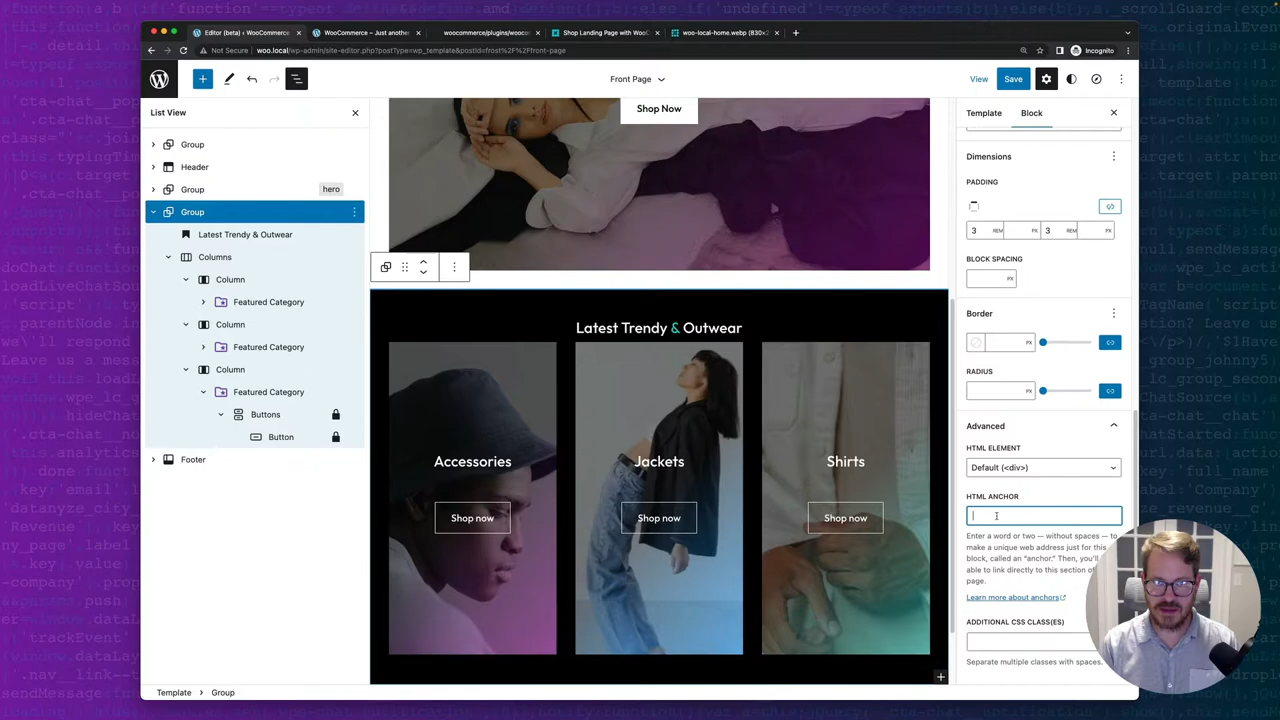 Editor (beta) ‹ WooCommerce
WooCommerce – Just another
woocommerce/plugins/wooco
Shop Landing Page with WooC
woo-local-home.webp (830×2
Not Secure
woo.local/wp-admin/site-editor.php?postType=wp_template&postId=frost%2F%2Ffront-page
Incognito
Front Page
View
Save
List View
Template
Block
Group
Header
Group
hero
Group
Latest Trendy & Outwear
Columns
Column
Featured Category
Column
Featured Category
Column
Featured Category
Buttons
Button
Footer
Shop Now
Latest Trendy & Outwear
Accessories
Jackets
Shirts
Shop now
Shop now
Shop now
Dimensions
PADDING
3 REM
PX
3 REM
PX
BLOCK SPACING
PX
Border
PX
RADIUS
PX
Advanced
HTML ELEMENT
Default (<div>)
HTML ANCHOR
Enter a word or two — without spaces — to
make a unique web address just for this
block, called an “anchor.” Then, you’ll
able to link directly to this section of
page.
Learn more about anchors
ADDITIONAL CSS CLASS(ES)
Separate multiple classes with spaces.
Template > Group